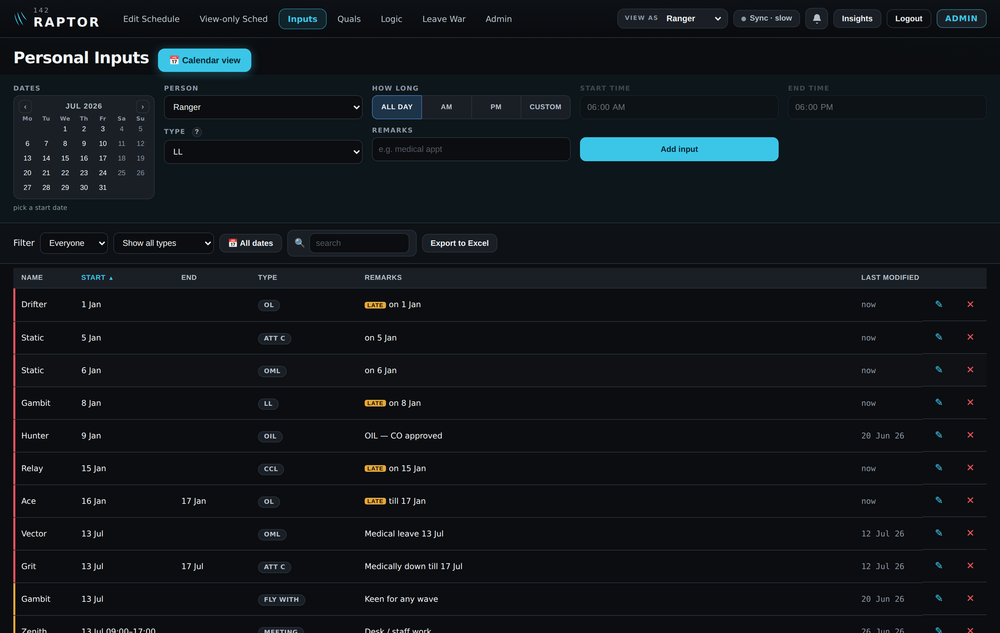 142
RAPTOR
Edit Schedule View-only Sched Inputs Quals Logic Leave War Admin
VIEW AS Ranger Sync · slow Insights Logout ADMIN
Personal Inputs 📅 Calendar view
DATES
‹ JUL 2026 ›
Mo Tu We Th Fr Sa Su
1 2 3 4 5
6 7 8 9 10 11 12
13 14 15 16 17 18 19
20 21 22 23 24 25 26
27 28 29 30 31
pick a start date
PERSON
Ranger
TYPE ?
LL
HOW LONG
ALL DAY AM PM CUSTOM
REMARKS
e.g. medical appt
START TIME
06:00 AM
END TIME
06:00 PM
Add input
Filter Everyone Show all types 📅 All dates 🔍 search Export to Excel
NAME START ▲ END TYPE REMARKS LAST MODIFIED
Drifter 1 Jan OL LATE on 1 Jan now ✎ ✕
Static 5 Jan ATT C on 5 Jan now ✎ ✕
Static 6 Jan OML on 6 Jan now ✎ ✕
Gambit 8 Jan LL LATE on 8 Jan now ✎ ✕
Hunter 9 Jan OIL OIL — CO approved 20 Jun 26 ✎ ✕
Relay 15 Jan CCL LATE on 15 Jan now ✎ ✕
Ace 16 Jan 17 Jan OL LATE till 17 Jan now ✎ ✕
Vector 13 Jul OML Medical leave 13 Jul 12 Jul 26 ✎ ✕
Grit 13 Jul 17 Jul ATT C Medically down till 17 Jul 12 Jul 26 ✎ ✕
Gambit 13 Jul FLY WITH Keen for any wave 20 Jun 26 ✎ ✕
Zenith 13 Jul 09:00–17:00 MEETING Desk / staff work 26 Jun 26 ✎ ✕